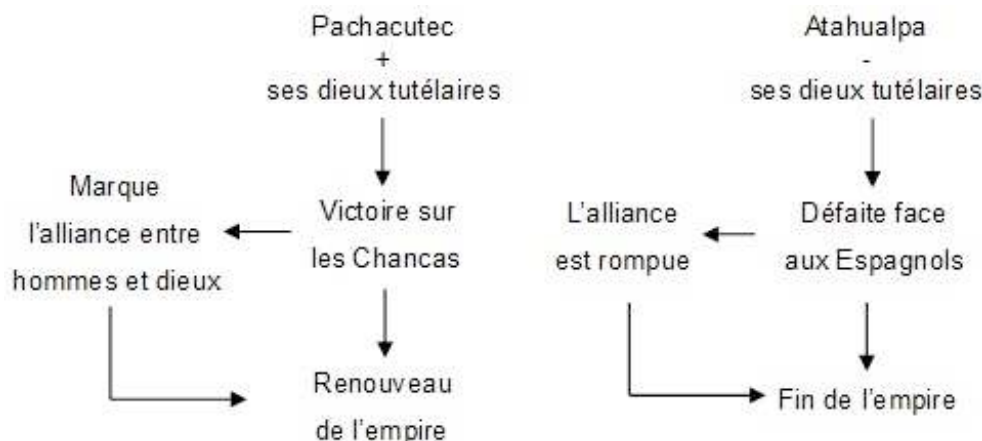 Pachacutec
+
ses dieux tutélaires
Marque
l'alliance entre
hommes et dieux
Victoire sur
les Chancas
Renouveau
de l'empire
Atahualpa
-
ses dieux tutélaires
L'alliance
est rompue
Défaite face
aux Espagnols
Fin de l'empire